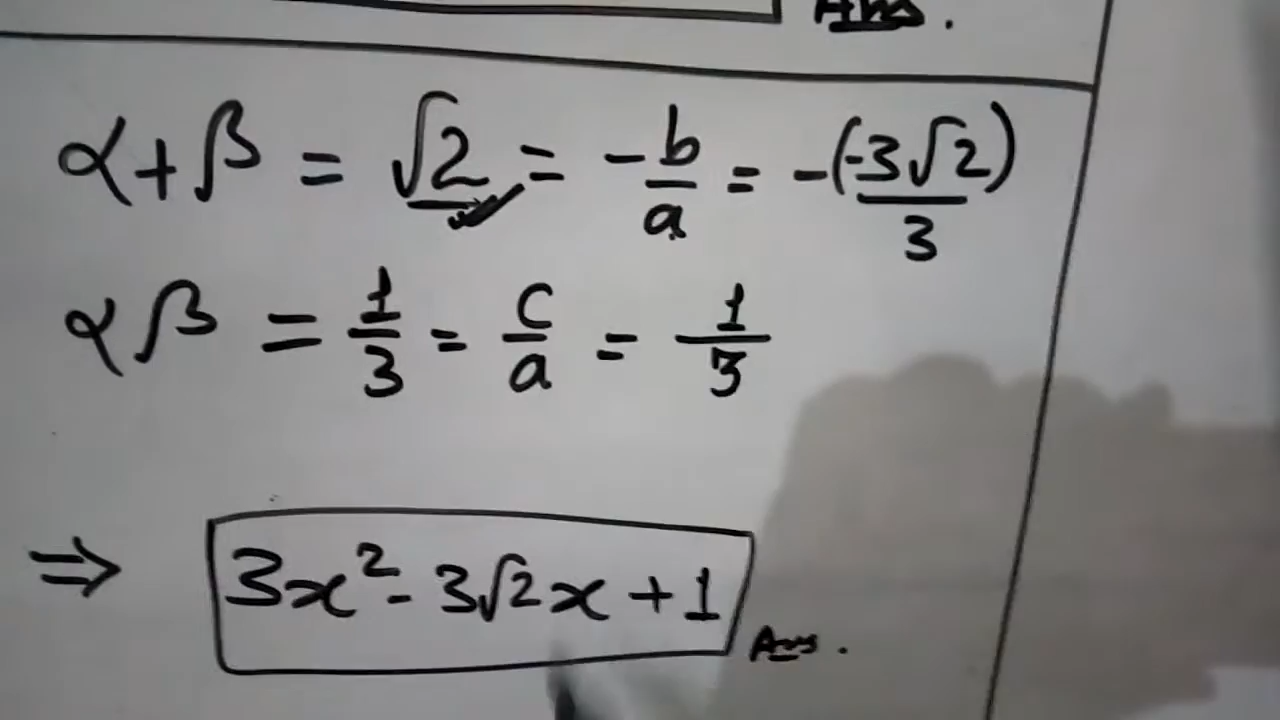 Ans.
α+β = √2 = -b/a = -(-3√2)/3
αβ = 1/3 = c/a = 1/3
⇒ 3x² - 3√2x + 1
Ans.